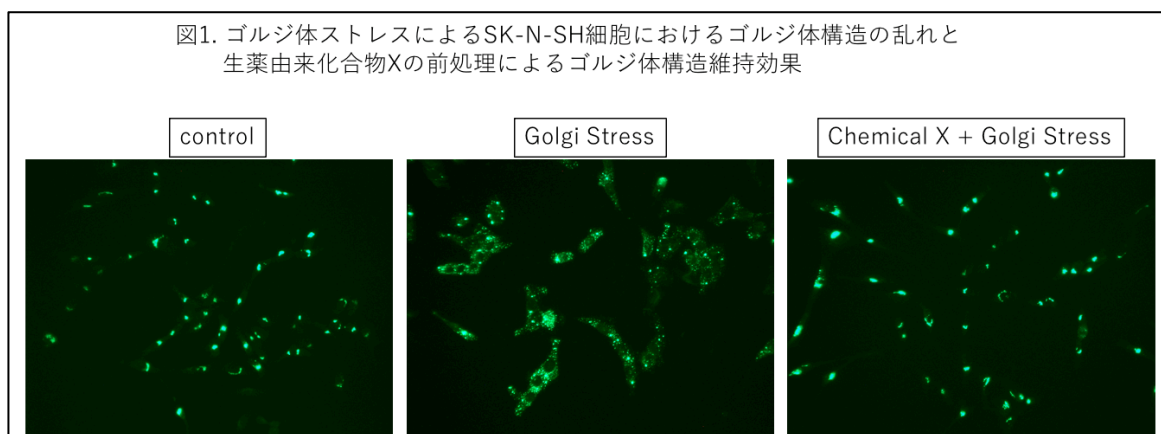 図1. ゴルジ体ストレスによるSK-N-SH細胞におけるゴルジ体構造の乱れと
生薬由来化合物Xの前処理によるゴルジ体構造維持効果
control
Golgi Stress
Chemical X + Golgi Stress